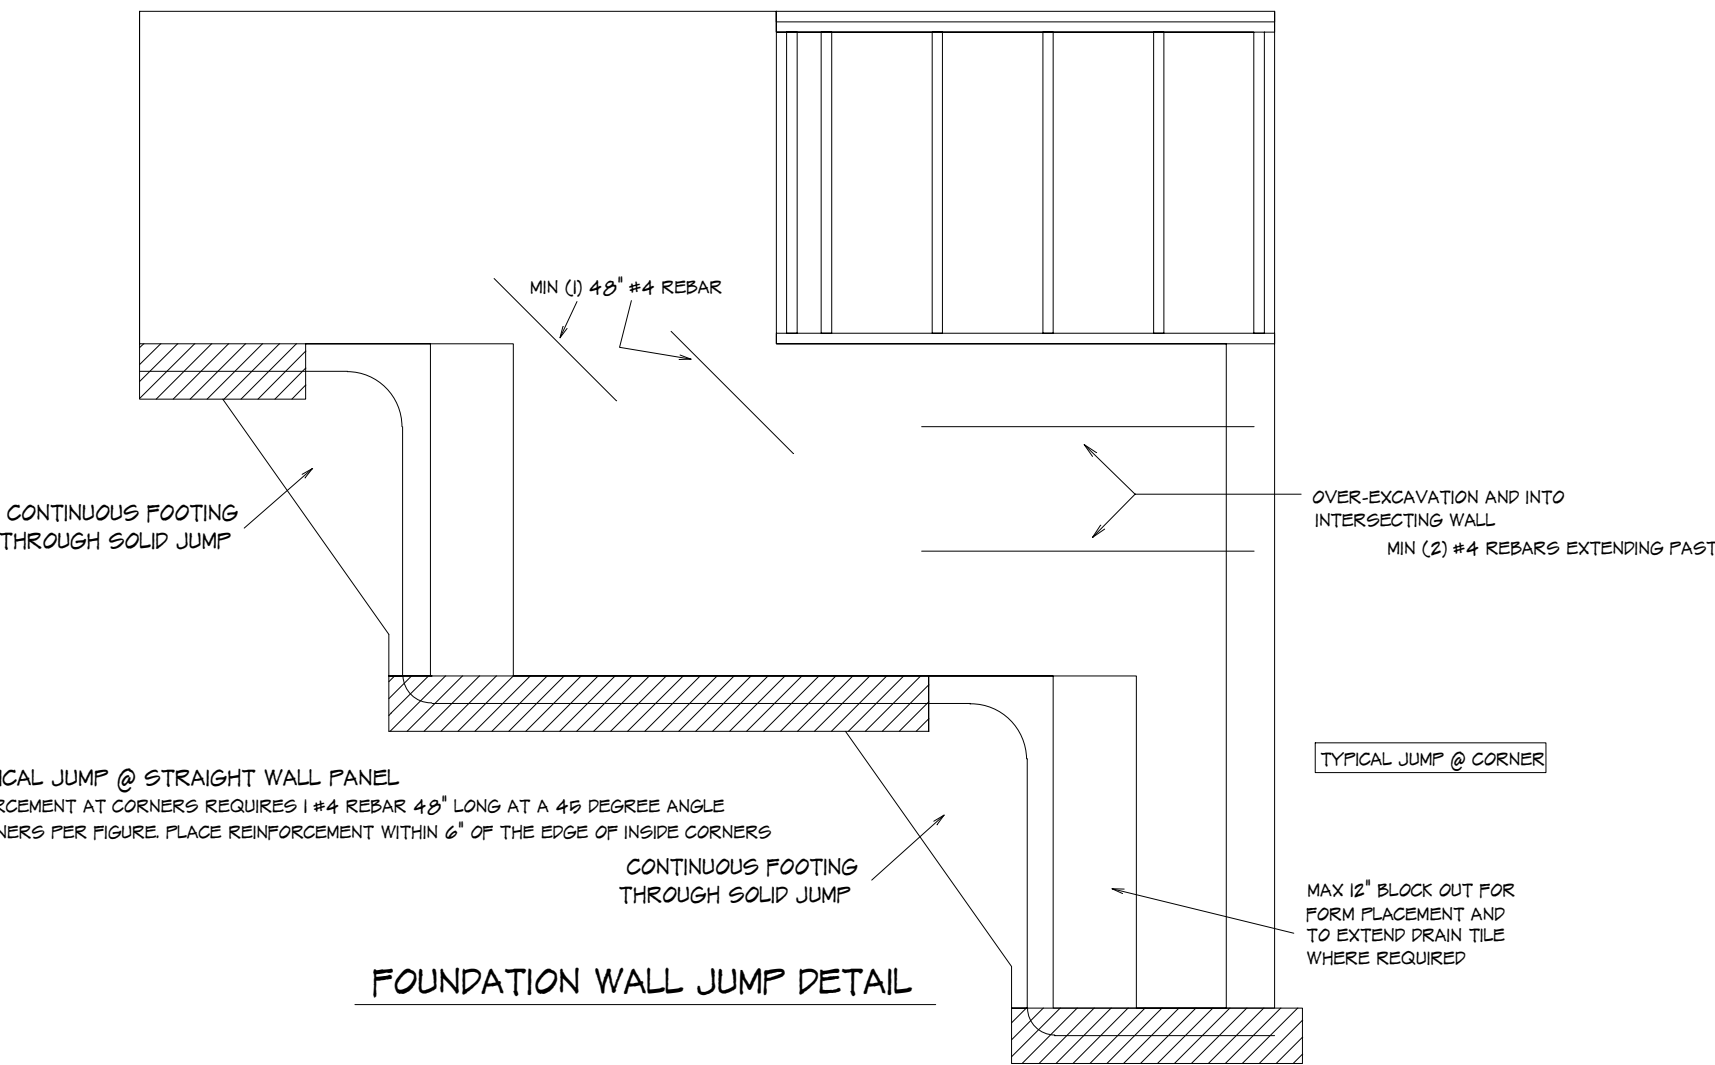 MIN (1) 48" #4 REBAR
CONTINUOUS FOOTING
THROUGH SOLID JUMP
OVER-EXCAVATION AND INTO
INTERSECTING WALL
MIN (2) #4 REBARS EXTENDING PAST
TYPICAL JUMP @ CORNER
ICAL JUMP @ STRAIGHT WALL PANEL
RCEMENT AT CORNERS REQUIRES 1 #4 REBAR 48" LONG AT A 45 DEGREE ANGLE
NERS PER FIGURE. PLACE REINFORCEMENT WITHIN 6" OF THE EDGE OF INSIDE CORNERS
CONTINUOUS FOOTING
THROUGH SOLID JUMP
MAX 12" BLOCK OUT FOR
FORM PLACEMENT AND
TO EXTEND DRAIN TILE
WHERE REQUIRED
FOUNDATION WALL JUMP DETAIL